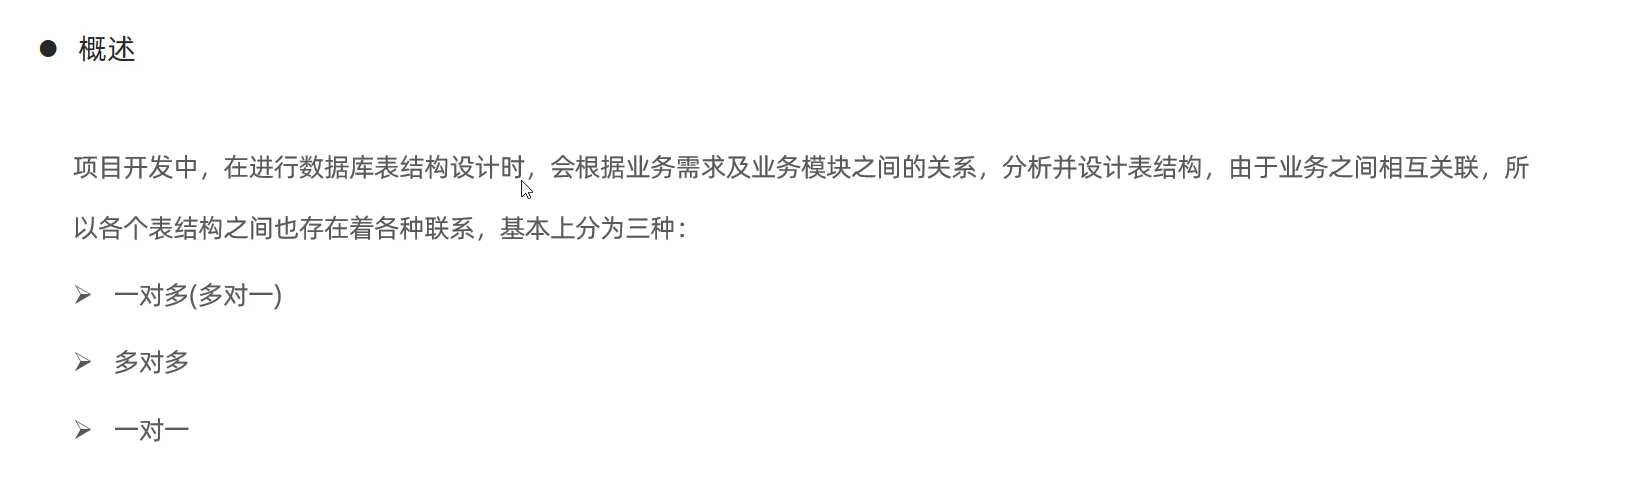 ● 概述
项目开发中，在进行数据库表结构设计时，会根据业务需求及业务模块之间的关系，分析并设计表结构，由于业务之间相互关联，所
以各个表结构之间也存在着各种联系，基本上分为三种：
➢ 一对多(多对一)
➢ 多对多
➢ 一对一